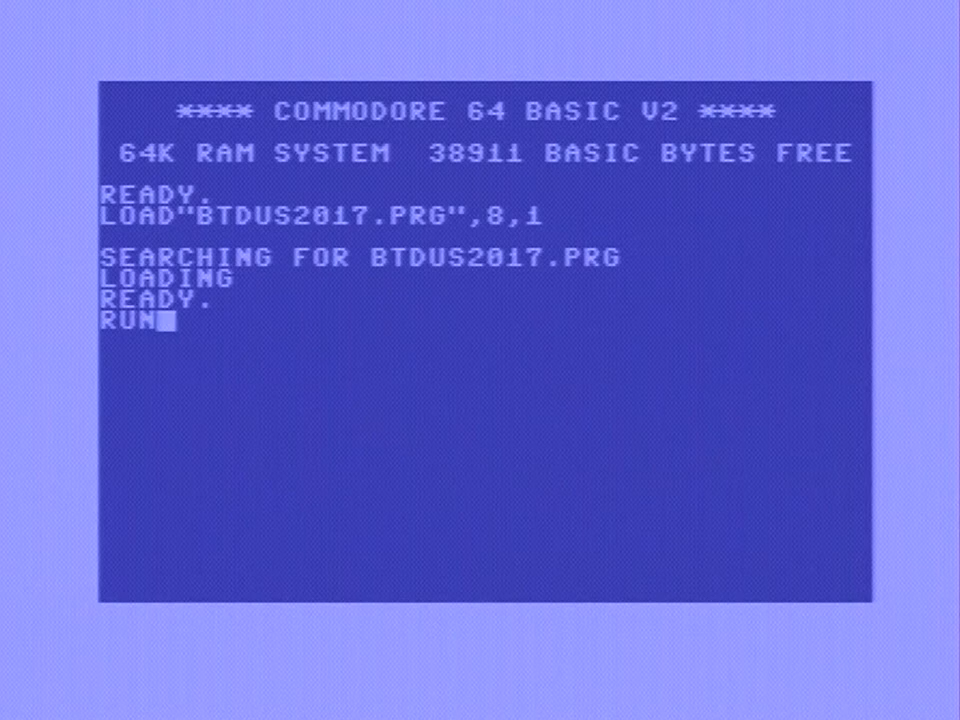 **** COMMODORE 64 BASIC V2 ****
64K RAM SYSTEM  38911 BASIC BYTES FREE
READY.
LOAD"BTDUS2017.PRG",8,1
SEARCHING FOR BTDUS2017.PRG
LOADING
READY.
RUN